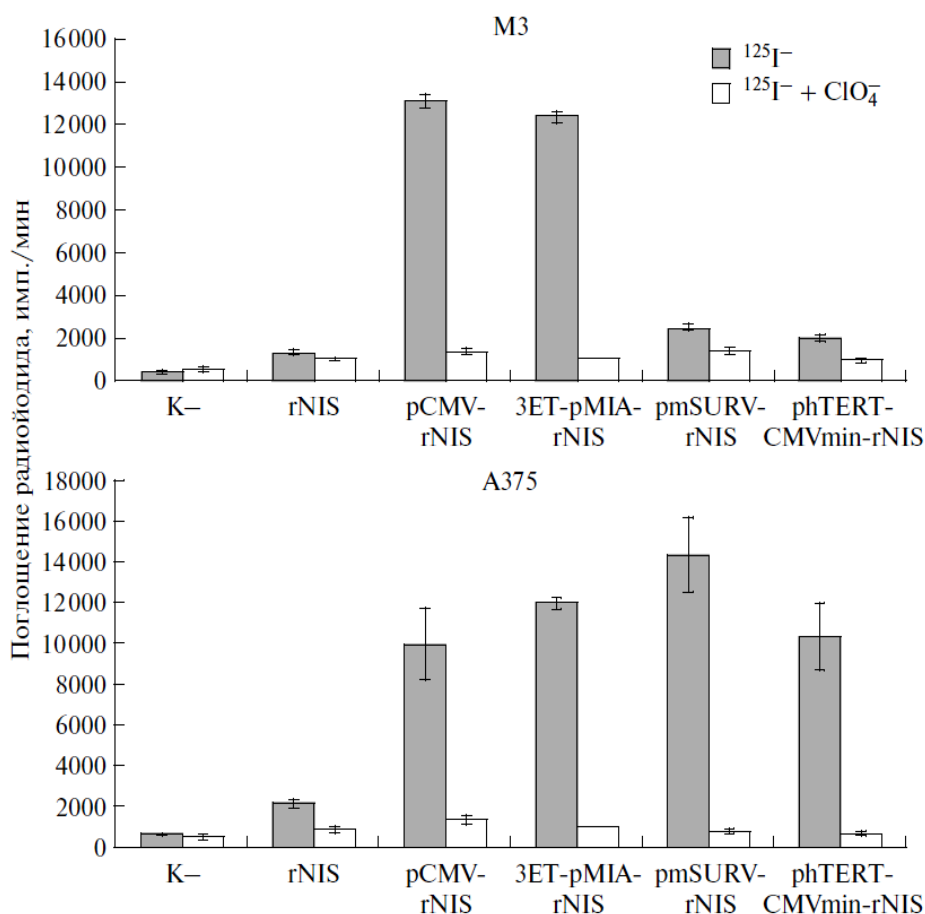 M3
16000
14000
12000
10000
8000
6000
4000
2000
0
¹²⁵I⁻
¹²⁵I⁻ + ClO₄⁻
K–
rNIS
pCMV-
rNIS
3ET-pMIA-
rNIS
pmSURV-
rNIS
phTERT-
CMVmin-rNIS
Поглощение радиойодида, имп./мин
A375
18000
16000
14000
12000
10000
8000
6000
4000
2000
0
K–
rNIS
pCMV-
rNIS
3ET-pMIA-
rNIS
pmSURV-
rNIS
phTERT-
CMVmin-rNIS